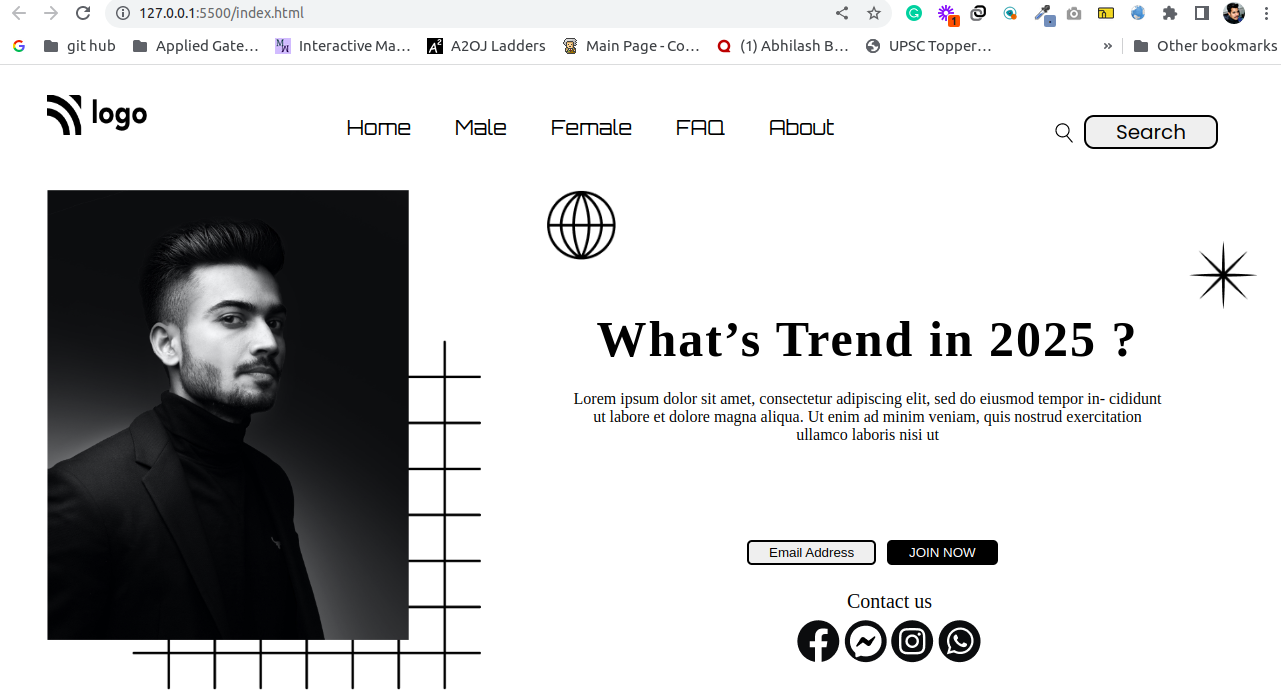 127.0.0.1:5500/index.html
1
git hub
Applied Gate…
Interactive Ma…
A2OJ Ladders
Main Page - Co…
(1) Abhilash B…
UPSC Topper…
»
Other bookmarks
logo
Home
Male
Female
FAQ
About
Search
What’s Trend in 2025 ?
Lorem ipsum dolor sit amet, consectetur adipiscing elit, sed do eiusmod tempor in- cididunt
ut labore et dolore magna aliqua. Ut enim ad minim veniam, quis nostrud exercitation
ullamco laboris nisi ut
Email Address
JOIN NOW
Contact us